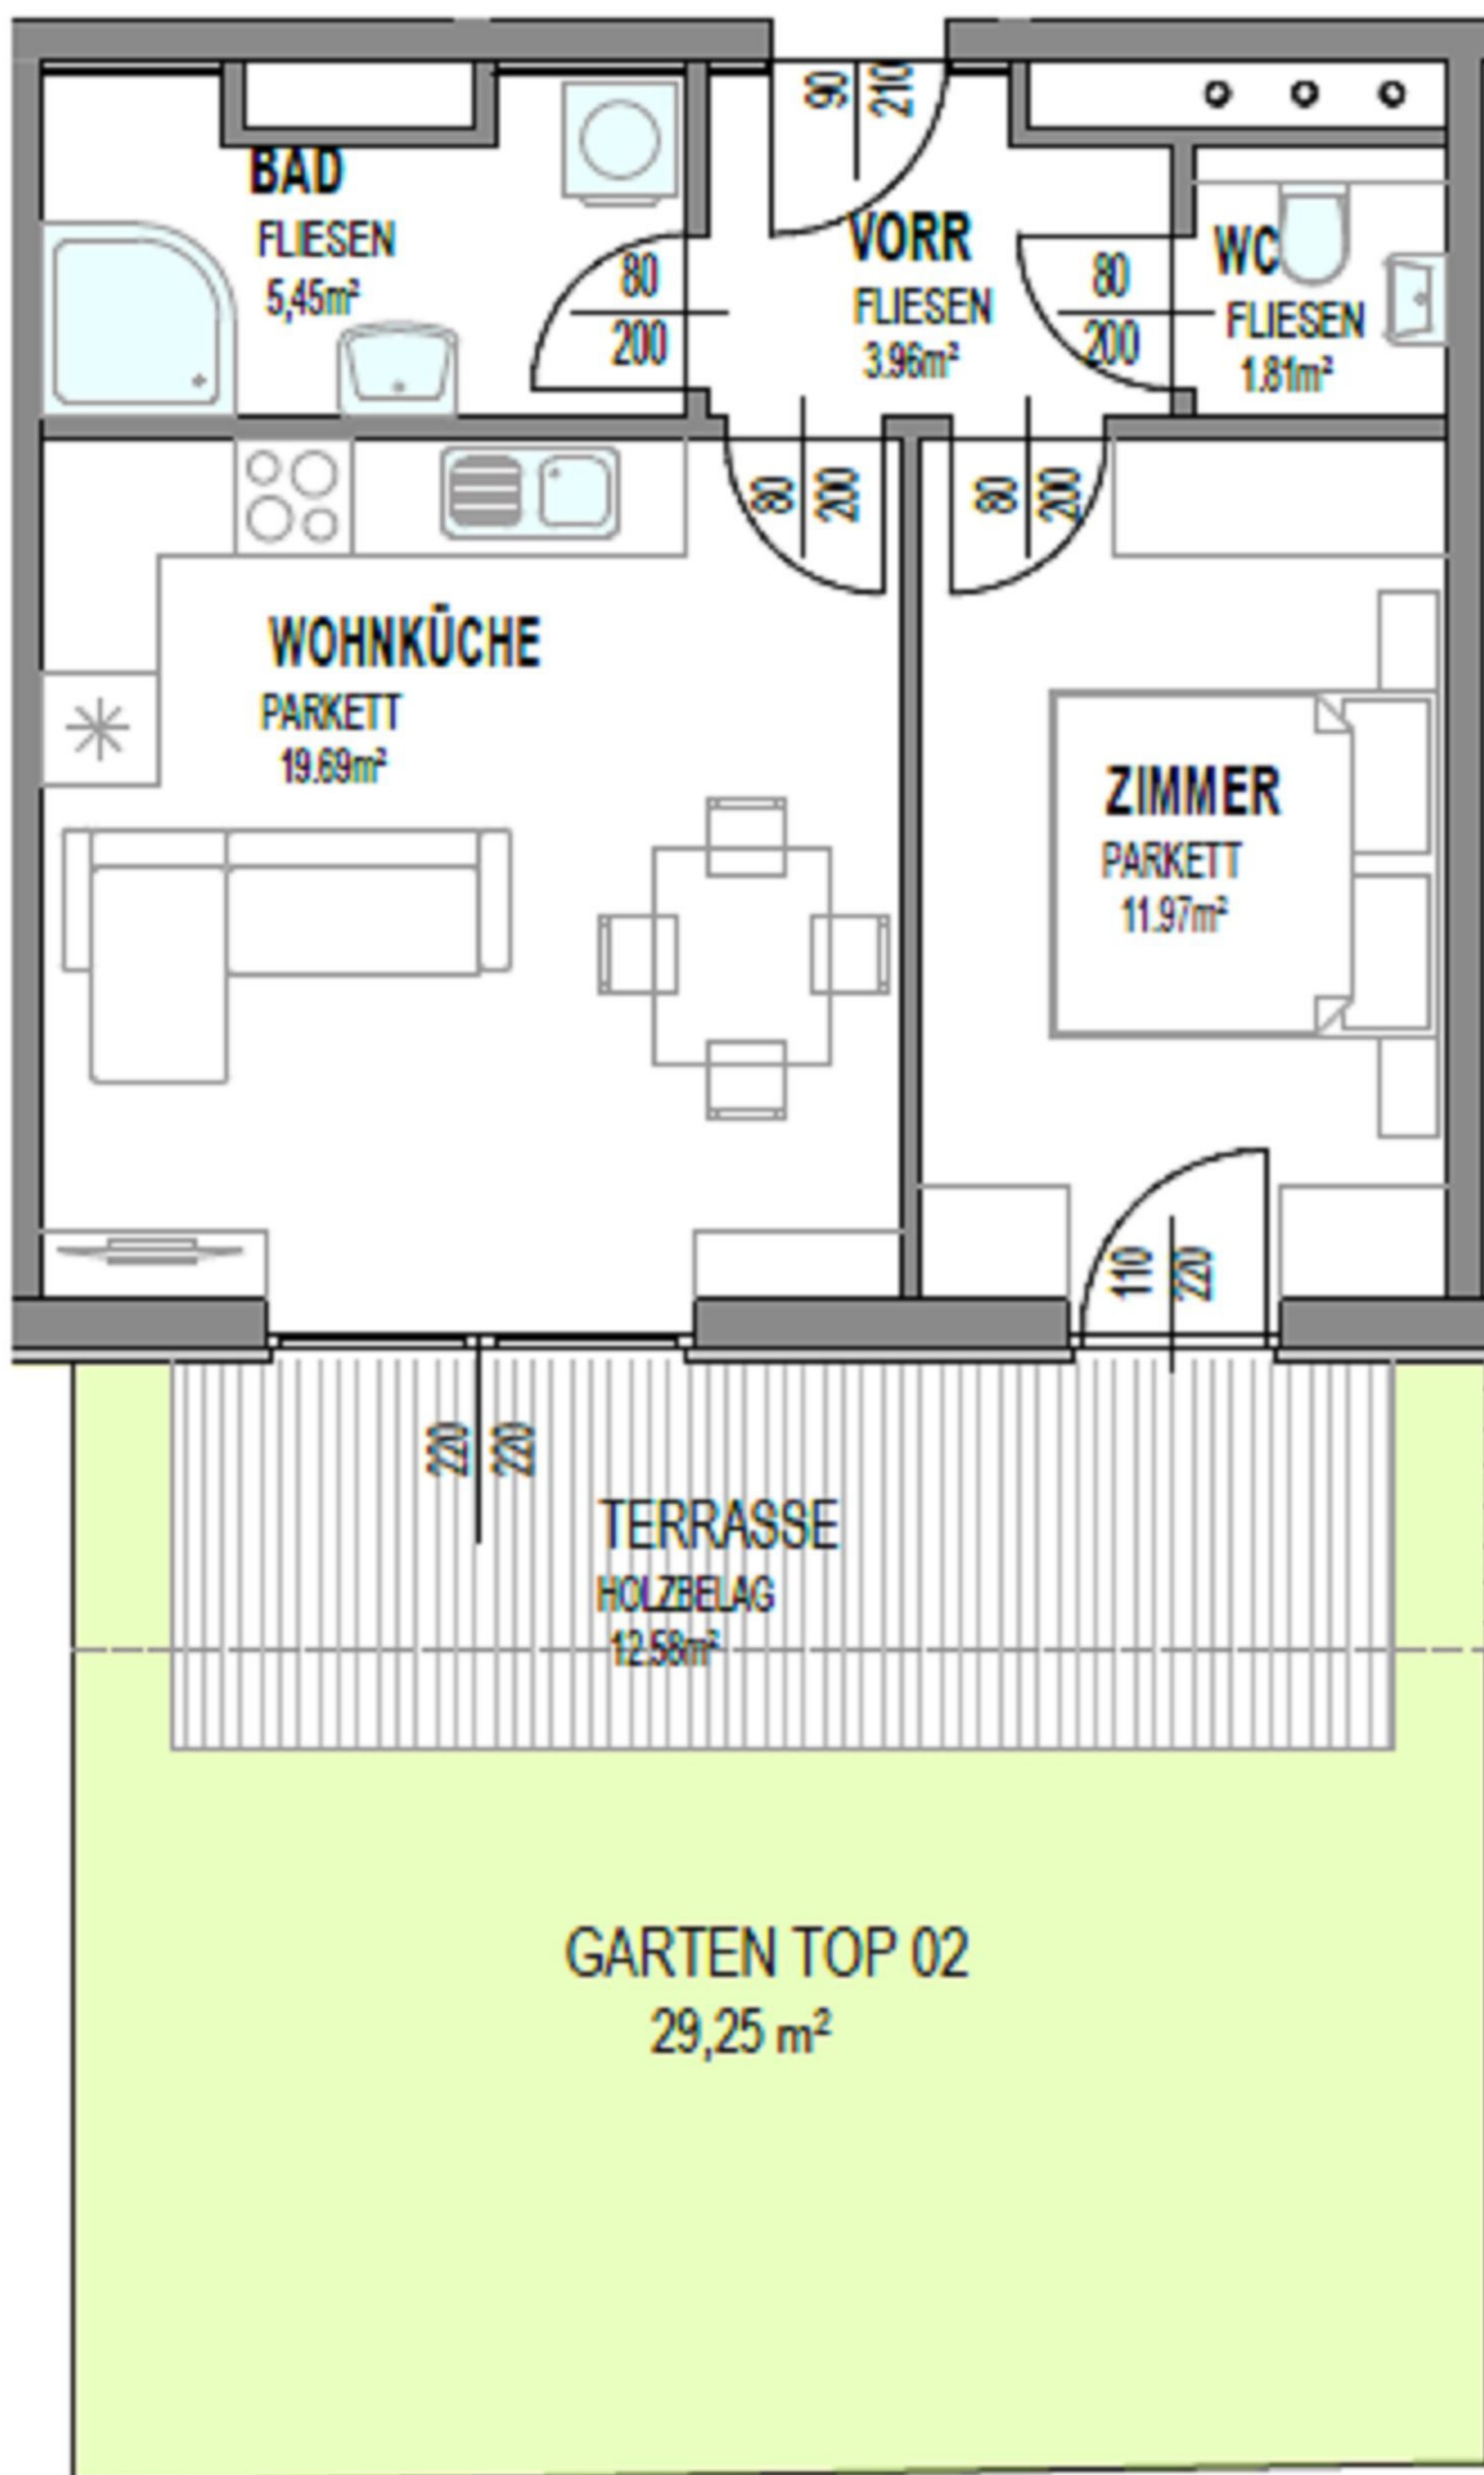 90
210
BAD
FLIESEN
5,45m²
80
200
VORR
FLIESEN
3.96m²
80
200
WC
FLIESEN
1.81m²
80
200
80
200
WOHNKÜCHE
PARKETT
19.69m²
ZIMMER
PARKETT
11.97m²
110
220
220
220
TERRASSE
HOLZBELAG
12.58m²
GARTEN TOP 02
29,25 m²